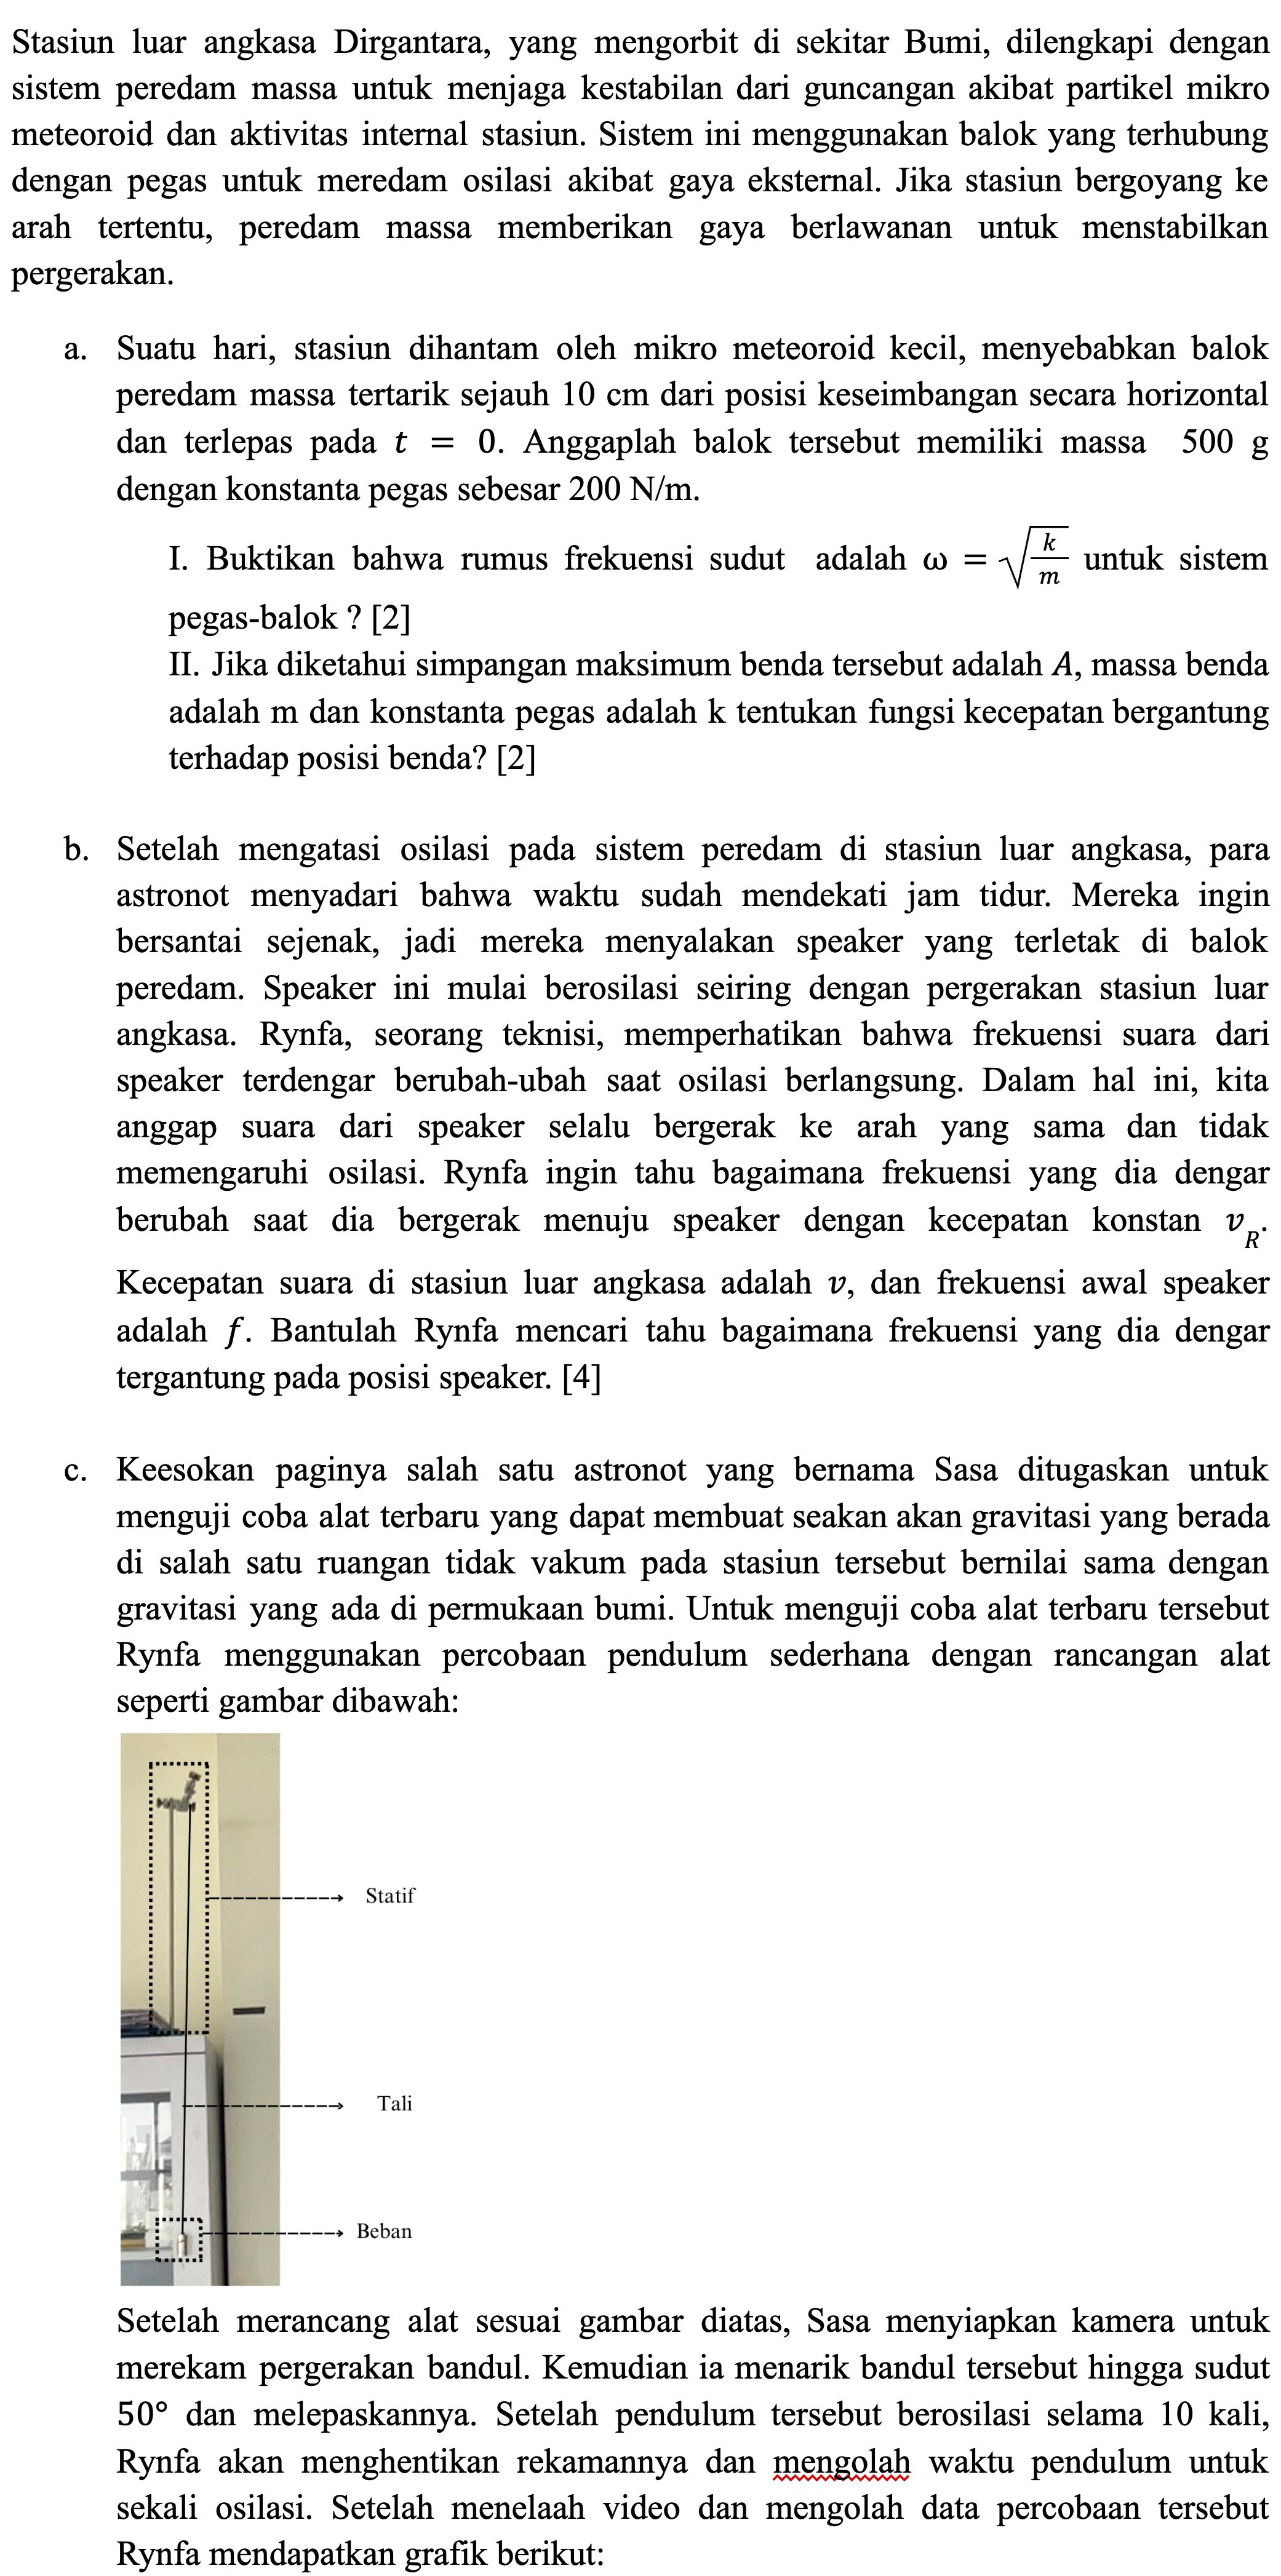 Stasiun luar angkasa Dirgantara, yang mengorbit di sekitar Bumi, dilengkapi dengan
sistem peredam massa untuk menjaga kestabilan dari guncangan akibat partikel mikro
meteoroid dan aktivitas internal stasiun. Sistem ini menggunakan balok yang terhubung
dengan pegas untuk meredam osilasi akibat gaya eksternal. Jika stasiun bergoyang ke
arah tertentu, peredam massa memberikan gaya berlawanan untuk menstabilkan
pergerakan.
a. Suatu hari, stasiun dihantam oleh mikro meteoroid kecil, menyebabkan balok
peredam massa tertarik sejauh 10 cm dari posisi keseimbangan secara horizontal
dan terlepas pada t = 0. Anggaplah balok tersebut memiliki massa 500 g
dengan konstanta pegas sebesar 200 N/m.
I. Buktikan bahwa rumus frekuensi sudut adalah ω = √(k/m) untuk sistem
pegas-balok ? [2]
II. Jika diketahui simpangan maksimum benda tersebut adalah A, massa benda
adalah m dan konstanta pegas adalah k tentukan fungsi kecepatan bergantung
terhadap posisi benda? [2]
b. Setelah mengatasi osilasi pada sistem peredam di stasiun luar angkasa, para
astronot menyadari bahwa waktu sudah mendekati jam tidur. Mereka ingin
bersantai sejenak, jadi mereka menyalakan speaker yang terletak di balok
peredam. Speaker ini mulai berosilasi seiring dengan pergerakan stasiun luar
angkasa. Rynfa, seorang teknisi, memperhatikan bahwa frekuensi suara dari
speaker terdengar berubah-ubah saat osilasi berlangsung. Dalam hal ini, kita
anggap suara dari speaker selalu bergerak ke arah yang sama dan tidak
memengaruhi osilasi. Rynfa ingin tahu bagaimana frekuensi yang dia dengar
berubah saat dia bergerak menuju speaker dengan kecepatan konstan v_R.
Kecepatan suara di stasiun luar angkasa adalah v, dan frekuensi awal speaker
adalah f. Bantulah Rynfa mencari tahu bagaimana frekuensi yang dia dengar
tergantung pada posisi speaker. [4]
c. Keesokan paginya salah satu astronot yang bernama Sasa ditugaskan untuk
menguji coba alat terbaru yang dapat membuat seakan akan gravitasi yang berada
di salah satu ruangan tidak vakum pada stasiun tersebut bernilai sama dengan
gravitasi yang ada di permukaan bumi. Untuk menguji coba alat terbaru tersebut
Rynfa menggunakan percobaan pendulum sederhana dengan rancangan alat
seperti gambar dibawah:
Statif
Tali
Beban
Setelah merancang alat sesuai gambar diatas, Sasa menyiapkan kamera untuk
merekam pergerakan bandul. Kemudian ia menarik bandul tersebut hingga sudut
50° dan melepaskannya. Setelah pendulum tersebut berosilasi selama 10 kali,
Rynfa akan menghentikan rekamannya dan mengolah waktu pendulum untuk
sekali osilasi. Setelah menelaah video dan mengolah data percobaan tersebut
Rynfa mendapatkan grafik berikut: